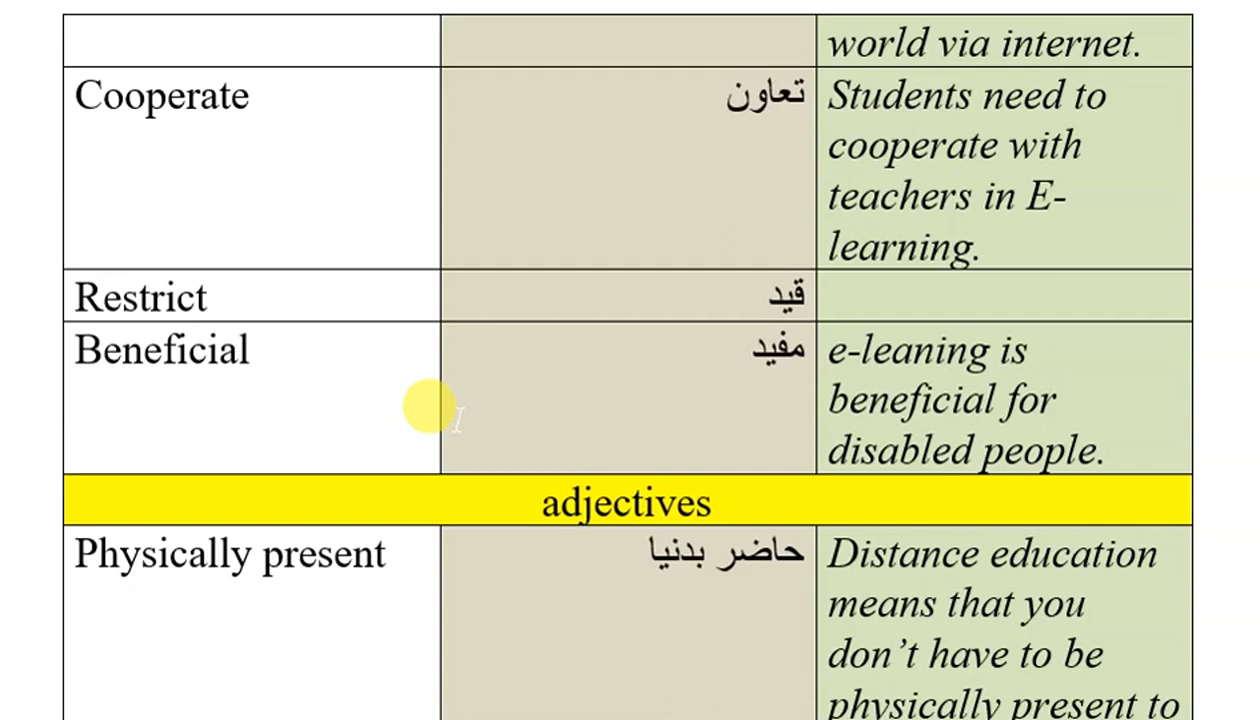 world via internet.
Cooperate
تعاون
Students need to
cooperate with
teachers in E-
learning.
Restrict
قيد
Beneficial
مفيد
e-leaning is
beneficial for
disabled people.
adjectives
Physically present
حاضر بدنيا
Distance education
means that you
don’t have to be
physically present to